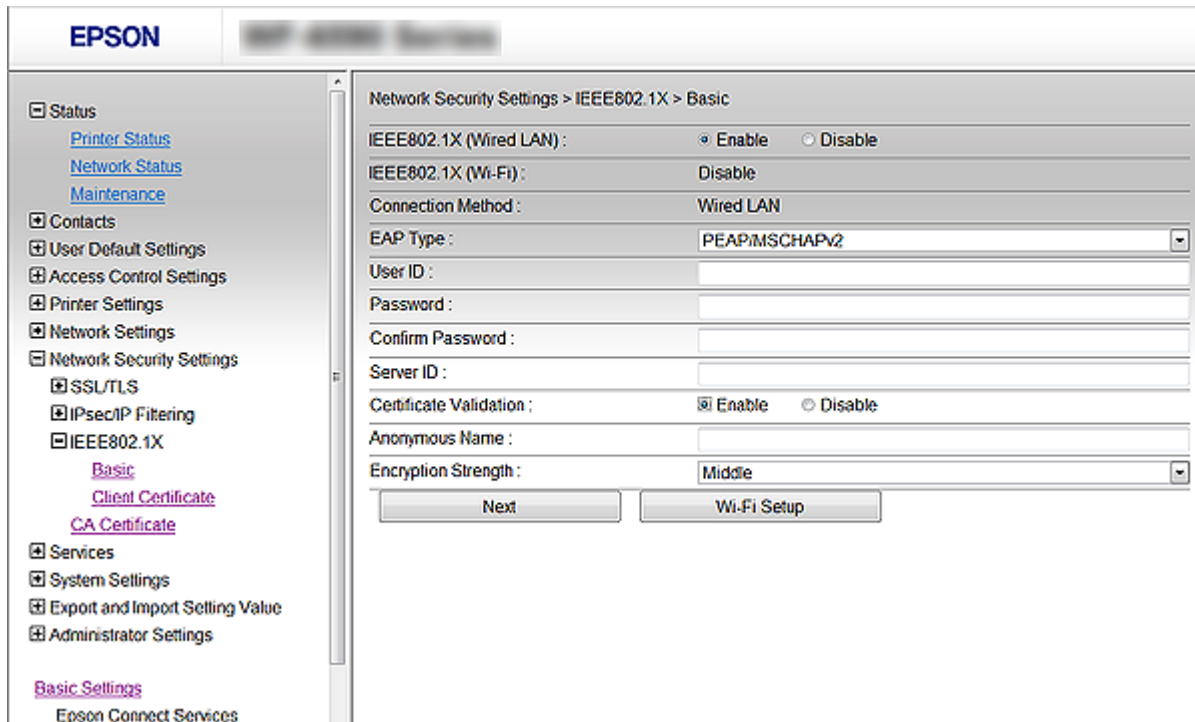 EPSON
Status
Printer Status
Network Status
Maintenance
Contacts
User Default Settings
Access Control Settings
Printer Settings
Network Settings
Network Security Settings
SSL/TLS
IPsec/IP Filtering
IEEE802.1X
Basic
Client Certificate
CA Certificate
Services
System Settings
Export and Import Setting Value
Administrator Settings
Basic Settings
Epson Connect Services
Network Security Settings > IEEE802.1X > Basic
IEEE802.1X (Wired LAN) : Enable Disable
IEEE802.1X (Wi-Fi) : Disable
Connection Method : Wired LAN
EAP Type : PEAP/MSCHAPv2
User ID :
Password :
Confirm Password :
Server ID :
Certificate Validation : Enable Disable
Anonymous Name :
Encryption Strength : Middle
Next Wi-Fi Setup